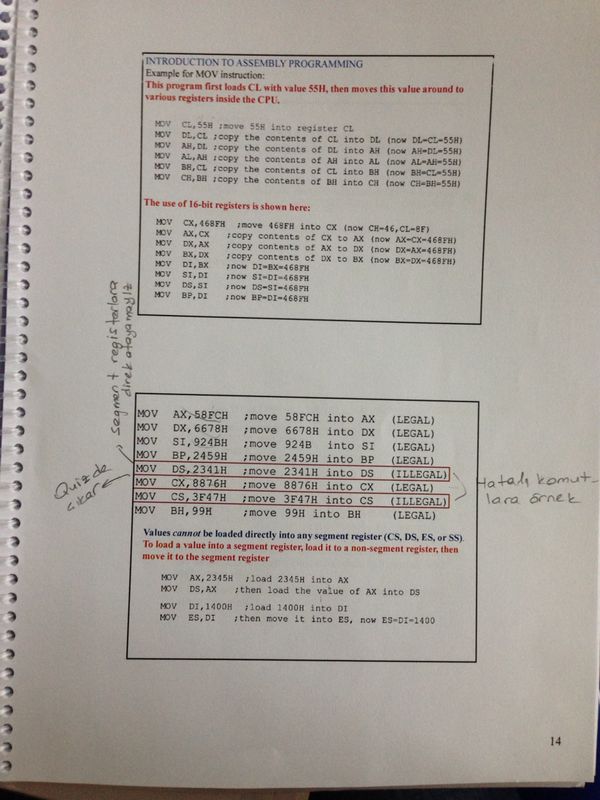 INTRODUCTION TO ASSEMBLY PROGRAMMING
Example for MOV instruction:
This program first loads CL with value 55H, then moves this value around to
various registers inside the CPU.
MOV CL,55H ;move 55H into register CL
MOV DL,CL ;copy the contents of CL into DL (now DL=CL=55H)
MOV AH,DL ;copy the contents of DL into AH (now AH=DL=55H)
MOV AL,AH ;copy the contents of AH into AL (now AL=AH=55H)
MOV BH,CL ;copy the contents of CL into BH (now BH=CL=55H)
MOV CH,BH ;copy the contents of BH into CH (now CH=BH=55H)
The use of 16-bit registers is shown here:
MOV CX,468FH ;move 468FH into CX (now CH=46,CL=8F)
MOV AX,CX ;copy contents of CX to AX (now AX=CX=468FH)
MOV DX,AX ;copy contents of AX to DX (now DX=AX=468FH)
MOV BX,DX ;copy contents of DX to BX (now BX=DX=468FH)
MOV DI,BX ;now DI=BX=468FH
MOV SI,DI ;now SI=DI=468FH
MOV DS,SI ;now DS=SI=468FH
MOV BP,DI ;now BP=DI=468FH
segment registerlara
direk atayamayız
MOV AX,58FCH ;move 58FCH into AX (LEGAL)
MOV DX,6678H ;move 6678H into DX (LEGAL)
MOV SI,924BH ;move 924B into SI (LEGAL)
MOV BP,2459H ;move 2459H into BP (LEGAL)
MOV DS,2341H ;move 2341H into DS (ILLEGAL)
MOV CX,8876H ;move 8876H into CX (LEGAL)
MOV CS,3F47H ;move 3F47H into CS (ILLEGAL)
MOV BH,99H ;move 99H into BH (LEGAL)
Quizde
çıkar
Hatalı komut-
lara örnek
Values cannot be loaded directly into any segment register (CS, DS, ES, or SS).
To load a value into a segment register, load it to a non-segment register, then
move it to the segment register
MOV AX,2345H ;load 2345H into AX
MOV DS,AX ;then load the value of AX into DS
MOV DI,1400H ;load 1400H into DI
MOV ES,DI ;then move it into ES, now ES=DI=1400
14